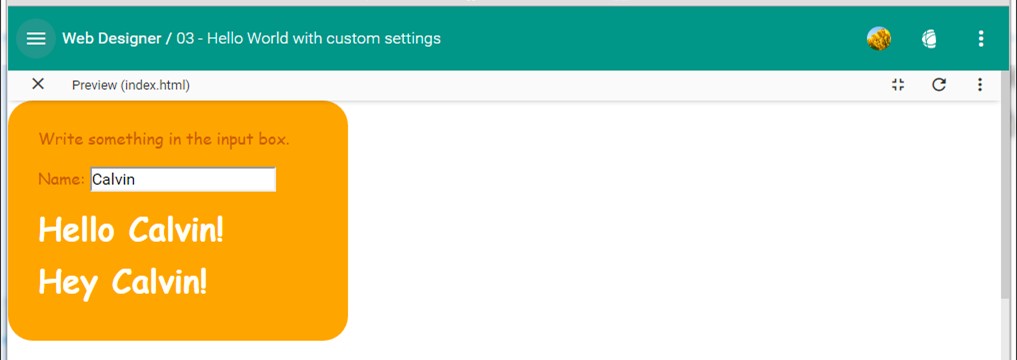 Web Designer / 03 - Hello World with custom settings
Preview (index.html)
Write something in the input box.
Name: Calvin
Hello Calvin!
Hey Calvin!